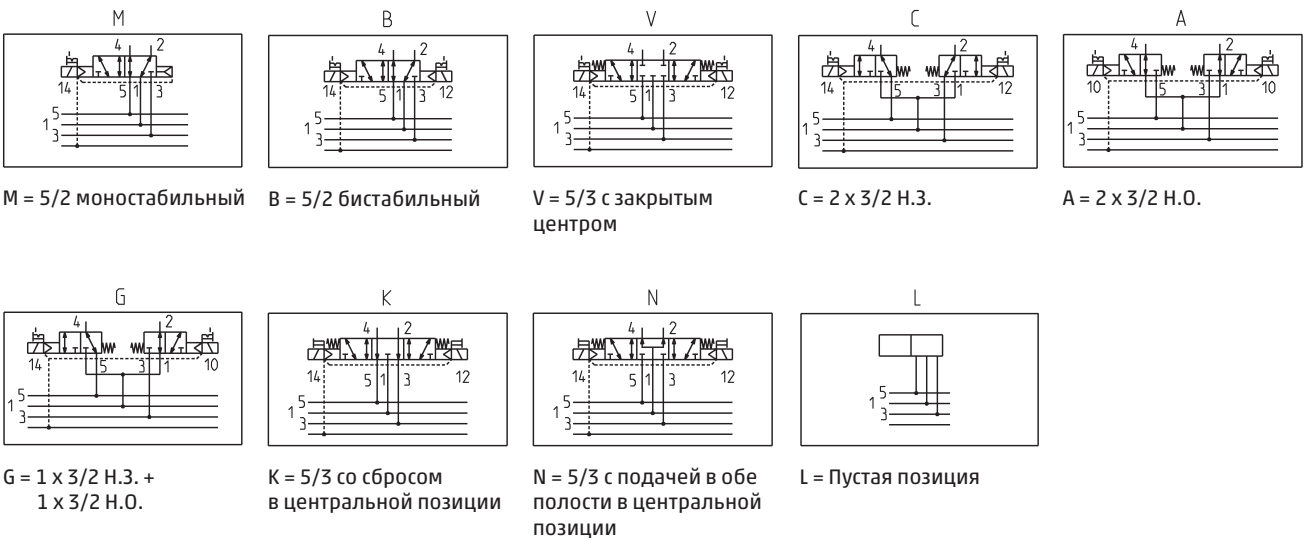 M
B
V
C
A
4 2
14 5 1 3
5
1
3
4 2
14 5 1 3 12
5
1
3
4 2
14 5 1 3 12
5
1
3
4 2
14 5 3 1 12
5
1
3
4 2
10 5 3 1 10
5
1
3
M = 5/2 моностабильный
B = 5/2 бистабильный
V = 5/3 с закрытым
центром
C = 2 x 3/2 Н.З.
A = 2 x 3/2 Н.О.
G
K
N
L
4 2
14 5 3 1 10
5
1
3
4 2
14 5 1 3 12
5
1
3
4 2
14 5 1 3 12
5
1
3
5
1
3
G = 1 x 3/2 Н.З. +
1 x 3/2 Н.О.
K = 5/3 со сбросом
в центральной позиции
N = 5/3 с подачей в обе
полости в центральной
позиции
L = Пустая позиция